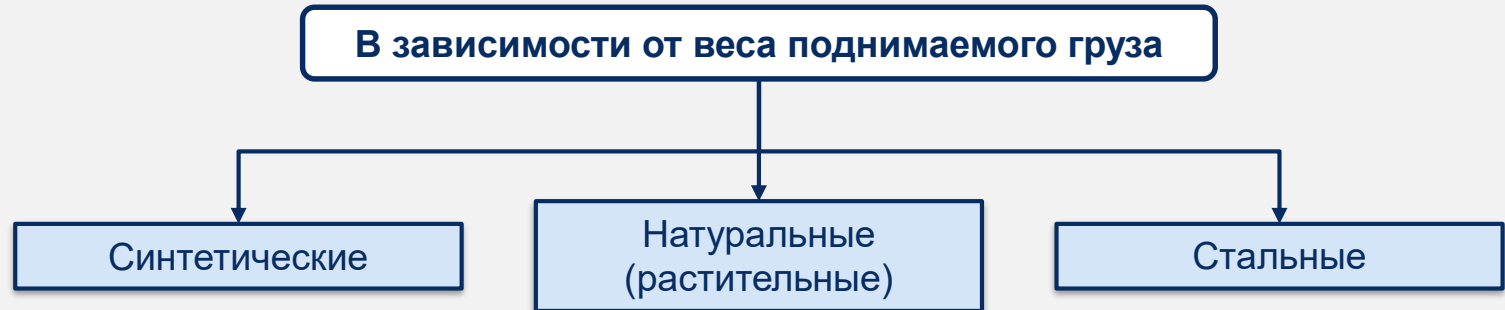 В зависимости от веса поднимаемого груза
Синтетические
Натуральные
(растительные)
Стальные